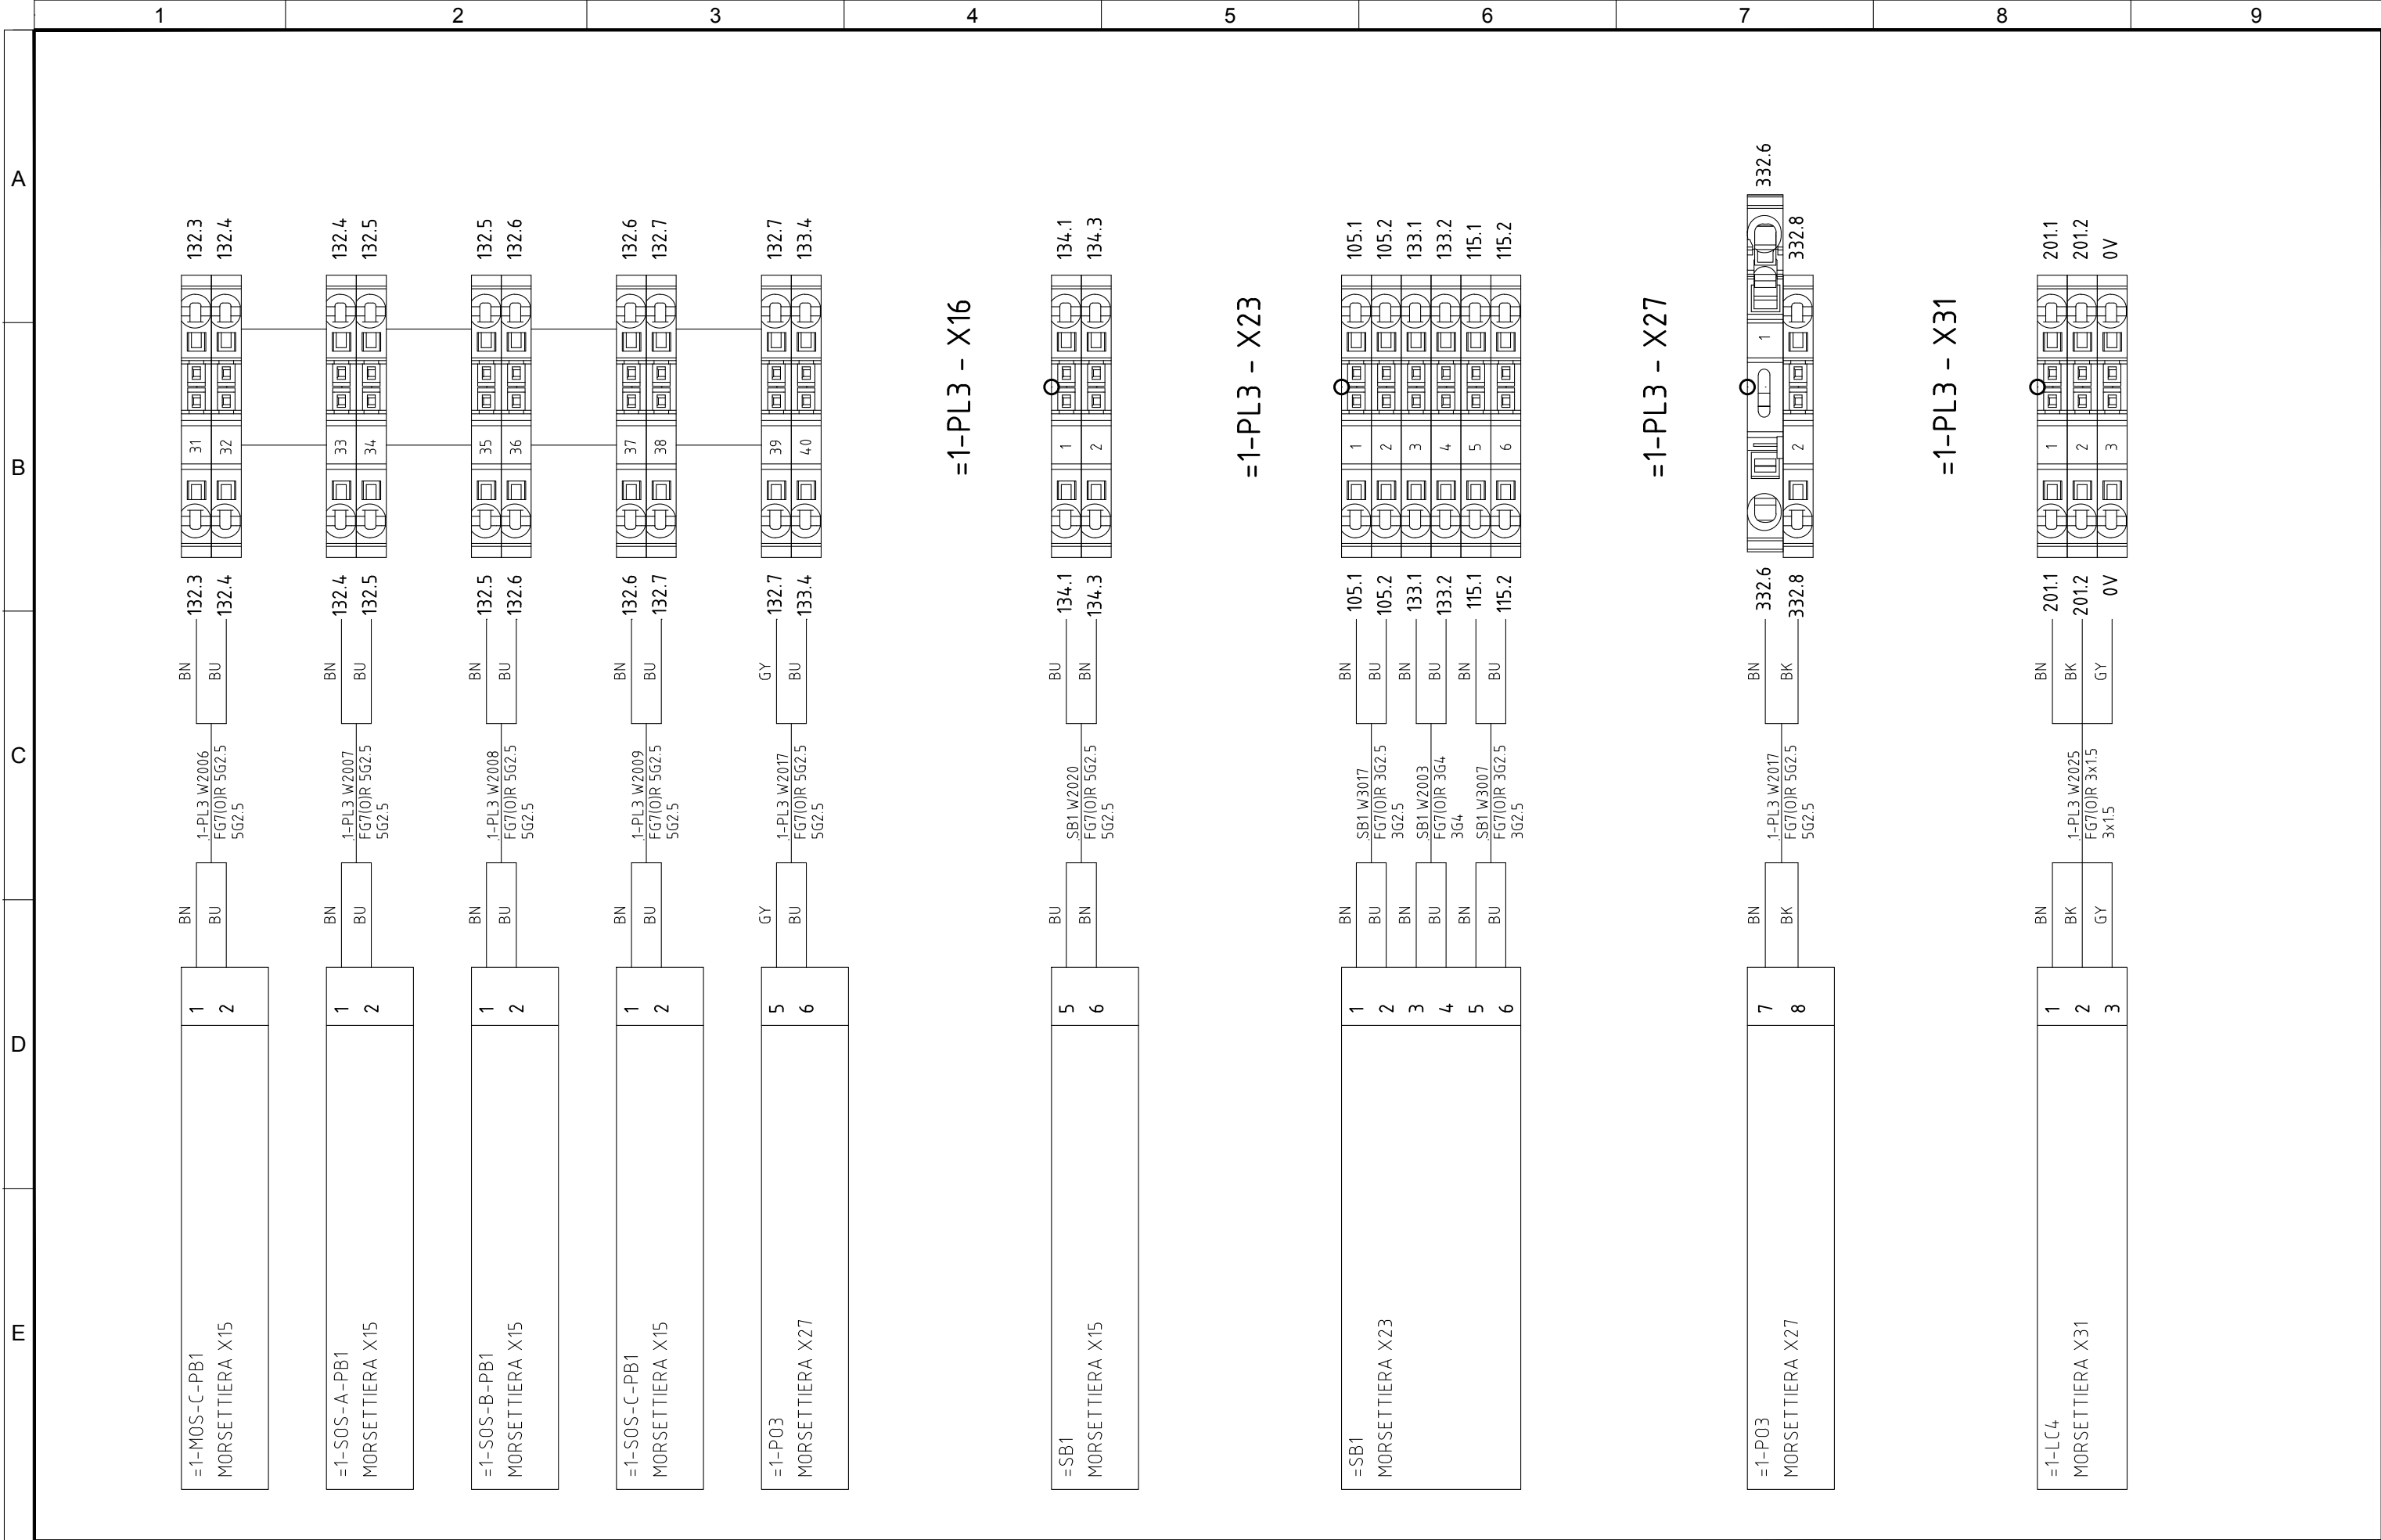 1 2 3 4 5 6 7 8 9
A
B
C
D
E
132.3
132.4
31
32
132.3
132.4
BN
BU
.1-PL3 W2006
FG7(O)R 5G2.5
5G2.5
BN
BU
1
2
=1-MOS-C-PB1
MORSETTIERA X15
132.4
132.5
33
34
132.4
132.5
BN
BU
.1-PL3 W2007
FG7(O)R 5G2.5
5G2.5
BN
BU
1
2
=1-SOS-A-PB1
MORSETTIERA X15
132.5
132.6
35
36
132.5
132.6
BN
BU
.1-PL3 W2008
FG7(O)R 5G2.5
5G2.5
BN
BU
1
2
=1-SOS-B-PB1
MORSETTIERA X15
132.6
132.7
37
38
132.6
132.7
BN
BU
.1-PL3 W2009
FG7(O)R 5G2.5
5G2.5
BN
BU
1
2
=1-SOS-C-PB1
MORSETTIERA X15
132.7
133.4
39
40
132.7
133.4
GY
BU
.1-PL3 W2017
FG7(O)R 5G2.5
5G2.5
GY
BU
5
6
=1-PO3
MORSETTIERA X27
=1-PL3 - X16
134.1
134.3
1
2
134.1
134.3
BU
BN
.SB1 W2020
FG7(O)R 5G2.5
5G2.5
BU
BN
5
6
=SB1
MORSETTIERA X15
=1-PL3 - X23
105.1
105.2
133.1
133.2
115.1
115.2
1
2
3
4
5
6
105.1
105.2
133.1
133.2
115.1
115.2
BN
BU
BN
BU
BN
BU
.SB1 W3017
FG7(O)R 3G2.5
3G2.5
.SB1 W2003
FG7(O)R 3G4
3G4
.SB1 W3007
FG7(O)R 3G2.5
3G2.5
BN
BU
BN
BU
BN
BU
1
2
3
4
5
6
=SB1
MORSETTIERA X23
=1-PL3 - X27
332.6
332.8
1
2
332.6
332.8
BN
BK
.1-PL3 W2017
FG7(O)R 5G2.5
5G2.5
BN
BK
7
8
=1-PO3
MORSETTIERA X27
=1-PL3 - X31
201.1
201.2
0V
1
2
3
201.1
201.2
0V
BN
BK
GY
.1-PL3 W2025
FG7(O)R 3x1.5
3x1.5
BN
BK
GY
1
2
3
=1-LC4
MORSETTIERA X31